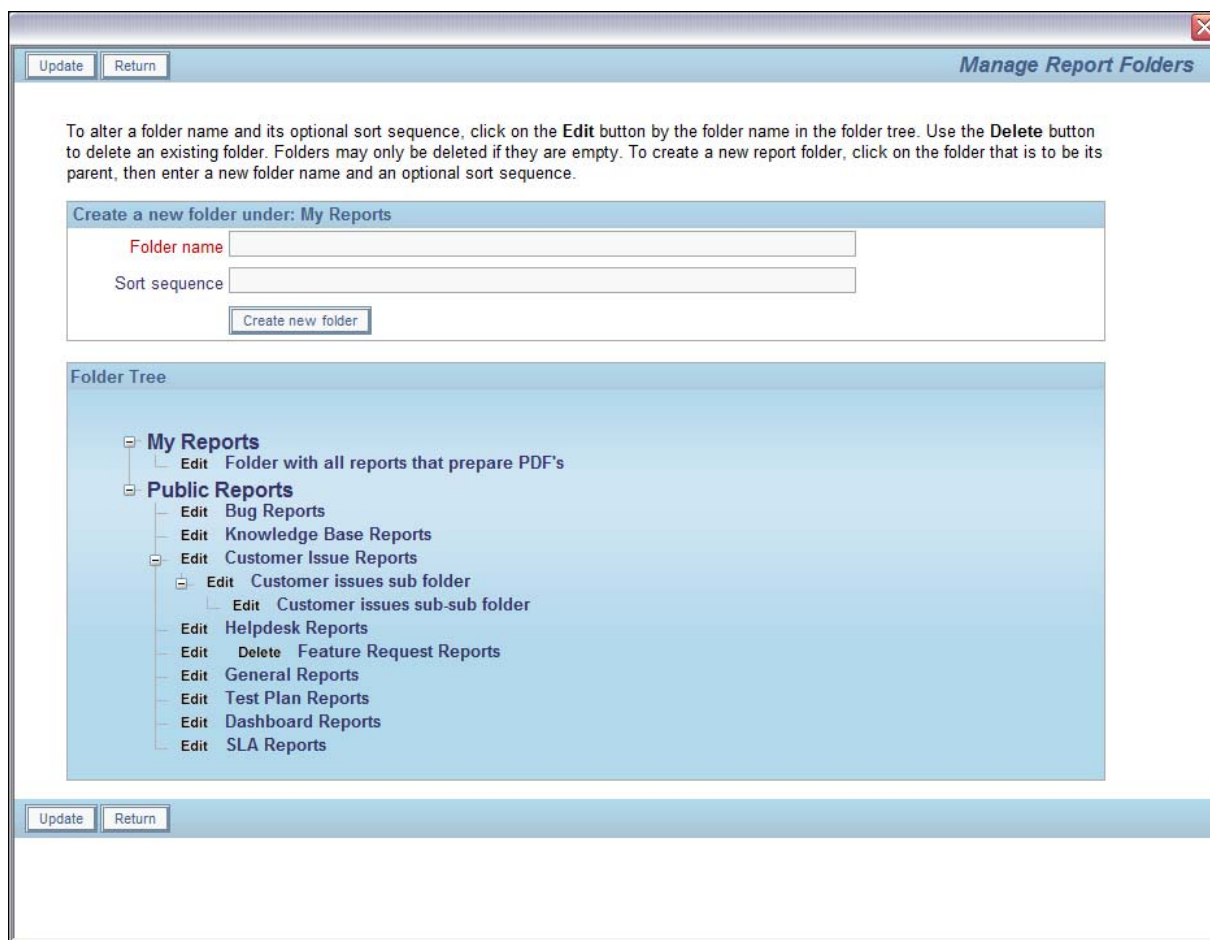 Update Return Manage Report Folders
To alter a folder name and its optional sort sequence, click on the Edit button by the folder name in the folder tree. Use the Delete button
to delete an existing folder. Folders may only be deleted if they are empty. To create a new report folder, click on the folder that is to be its
parent, then enter a new folder name and an optional sort sequence.
Create a new folder under: My Reports
Folder name
Sort sequence
Create new folder
Folder Tree
My Reports
Edit Folder with all reports that prepare PDF's
Public Reports
Edit Bug Reports
Edit Knowledge Base Reports
Edit Customer Issue Reports
Edit Customer issues sub folder
Edit Customer issues sub-sub folder
Edit Helpdesk Reports
Edit Delete Feature Request Reports
Edit General Reports
Edit Test Plan Reports
Edit Dashboard Reports
Edit SLA Reports
Update Return